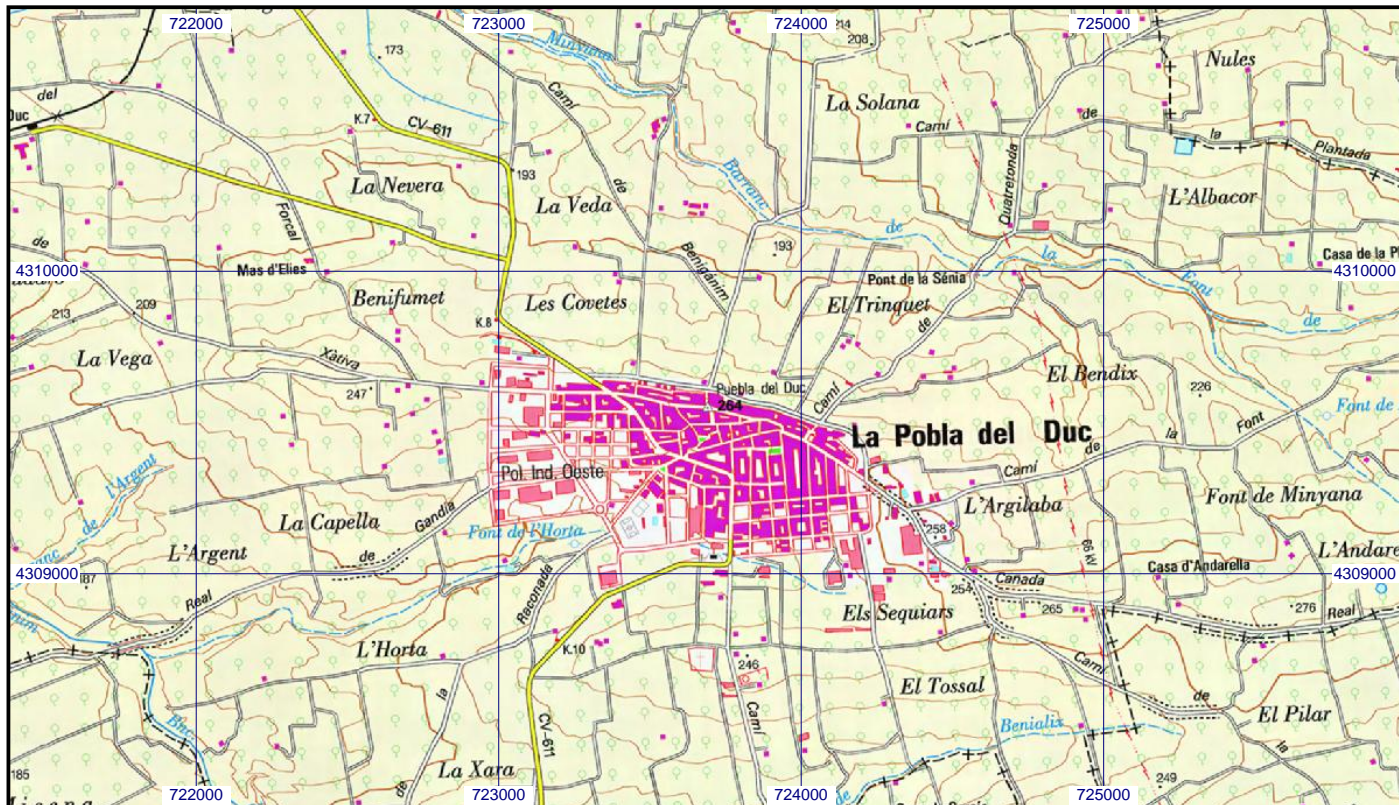 722000
723000
724000
725000
214
208
Minyana
173
Nules
del
Duc
La Solana
Camí
K.7
CV-611
Camí
de
la
Plantada
193
La Nevera
de
Barranc
Quatretonda
L'Albacor
La Veda
Forcal
de
de
193
la
Casa de la
4310000
Mas d'Elies
Benigànim
Pont de la Sénia
Font
4310000
Benifumet
Les Covetes
El Trinquet
209
213
K.8
de
de
La Vega
Xàtiva
El Bendix
247
Puebla del Duc
264
Camí
226
Font de
La Pobla del Duc
de
la
Font
l'Argent
Pol. Ind. Oeste
Camí
de
La Capella
Gandia
Font de l'Horta
L'Argilaba
Font de Minyana
258
L'Argent
de
66 kV
4309000
Real
Raconada
254
Canada
Casa d'Andarella
4309000
265
276
Real
Els Sequiars
L'Horta
K.10
246
Camí
de
la
El Tossal
El Pilar
Bnc
CV-611
Camí
Benialix
la
185
La Xara
de
de
249
722000
723000
724000
725000